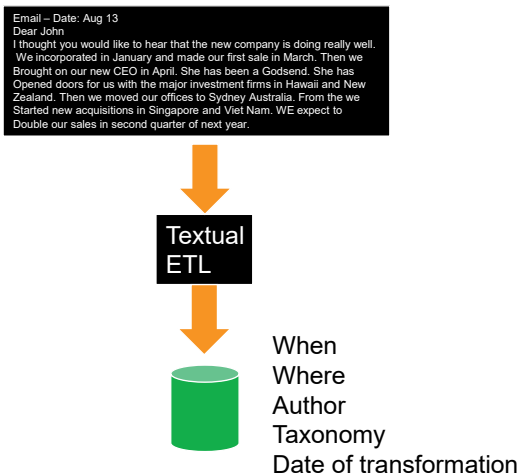 Email – Date: Aug 13
Dear John
I thought you would like to hear that the new company is doing really well.
We incorporated in January and made our first sale in March. Then we
Brought on our new CEO in April. She has been a Godsend. She has
Opened doors for us with the major investment firms in Hawaii and New
Zealand. Then we moved our offices to Sydney Australia. From the we
Started new acquisitions in Singapore and Viet Nam. WE expect to
Double our sales in second quarter of next year.
Textual
ETL
When
Where
Author
Taxonomy
Date of transformation